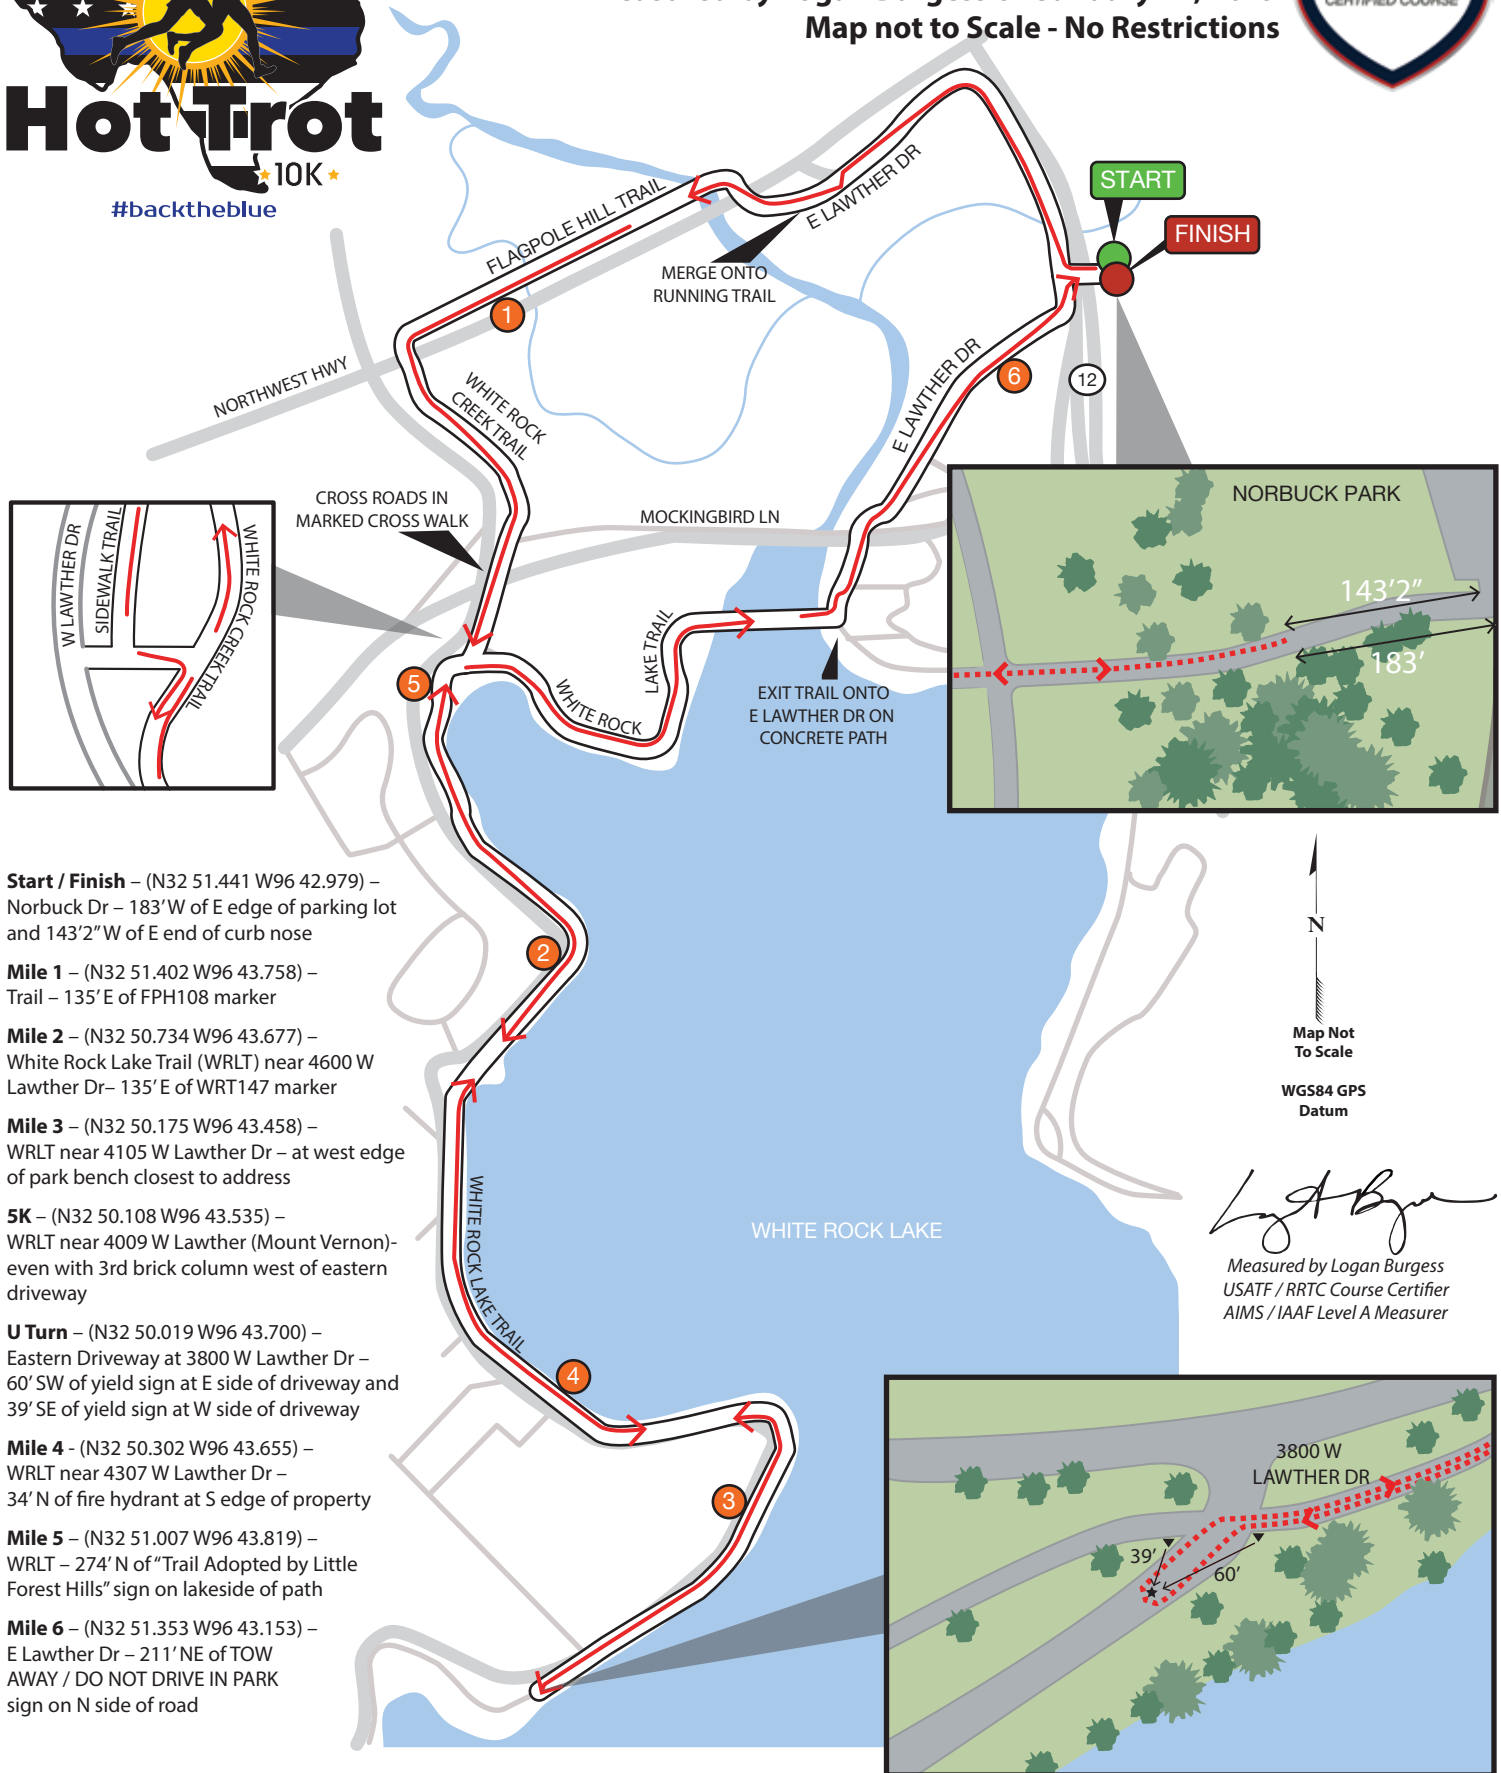 Map not to Scale - No Restrictions
CERTIFIED COURSE
Hot Trot
10K
#backtheblue
START
FINISH
E LAWTHER DR
FLAGPOLE HILL TRAIL
MERGE ONTO
RUNNING TRAIL
1
NORTHWEST HWY
WHITE ROCK
CREEK TRAIL
E LAWTHER DR
6
12
CROSS ROADS IN
MARKED CROSS WALK
MOCKINGBIRD LN
NORBUCK PARK
143'2"
183'
W LAWTHER DR
SIDEWALK TRAIL
WHITE ROCK CREEK TRAIL
5
WHITE ROCK
LAKE TRAIL
EXIT TRAIL ONTO
E LAWTHER DR ON
CONCRETE PATH
2
Start / Finish – (N32 51.441 W96 42.979) –
Norbuck Dr – 183' W of E edge of parking lot
and 143'2" W of E end of curb nose
Mile 1 – (N32 51.402 W96 43.758) –
Trail – 135' E of FPH108 marker
Mile 2 – (N32 50.734 W96 43.677) –
White Rock Lake Trail (WRLT) near 4600 W
Lawther Dr– 135' E of WRT147 marker
Mile 3 – (N32 50.175 W96 43.458) –
WRLT near 4105 W Lawther Dr – at west edge
of park bench closest to address
5K – (N32 50.108 W96 43.535) –
WRLT near 4009 W Lawther (Mount Vernon)-
even with 3rd brick column west of eastern
driveway
U Turn – (N32 50.019 W96 43.700) –
Eastern Driveway at 3800 W Lawther Dr –
60' SW of yield sign at E side of driveway and
39' SE of yield sign at W side of driveway
Mile 4 - (N32 50.302 W96 43.655) –
WRLT near 4307 W Lawther Dr –
34' N of fire hydrant at S edge of property
Mile 5 – (N32 51.007 W96 43.819) –
WRLT – 274' N of "Trail Adopted by Little
Forest Hills" sign on lakeside of path
Mile 6 – (N32 51.353 W96 43.153) –
E Lawther Dr – 211' NE of TOW
AWAY / DO NOT DRIVE IN PARK
sign on N side of road
N
Map Not
To Scale
WGS84 GPS
Datum
WHITE ROCK LAKE
WHITE ROCK LAKE TRAIL
Measured by Logan Burgess
USATF / RRTC Course Certifier
AIMS / IAAF Level A Measurer
4
3
3800 W
LAWTHER DR
39'
60'